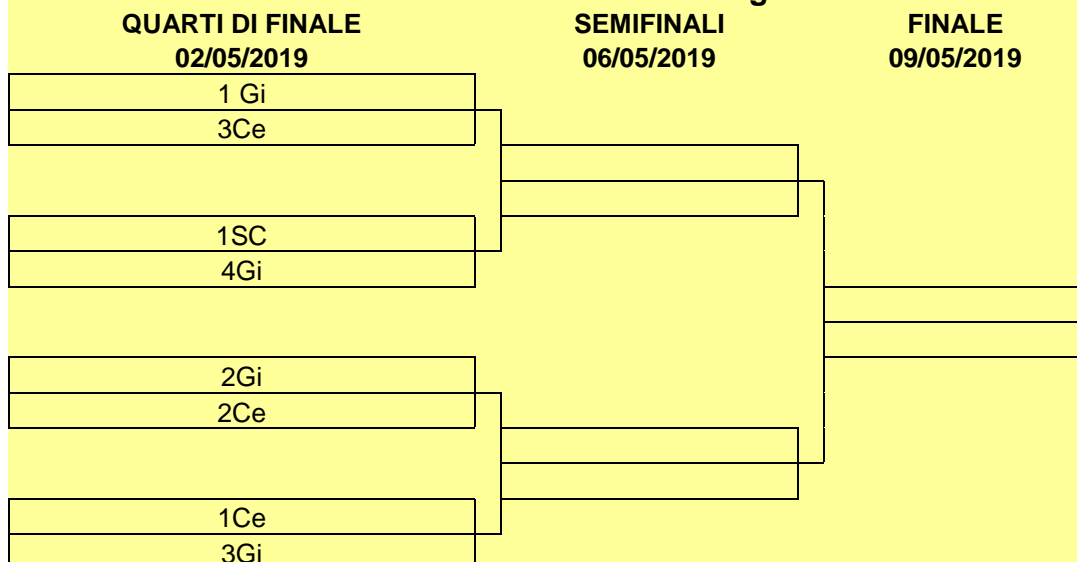 QUARTI DI FINALE SEMIFINALI FINALE
02/05/2019 06/05/2019 09/05/2019
1 Gi
3Ce
1SC
4Gi
2Gi
2Ce
1Ce
3Gi